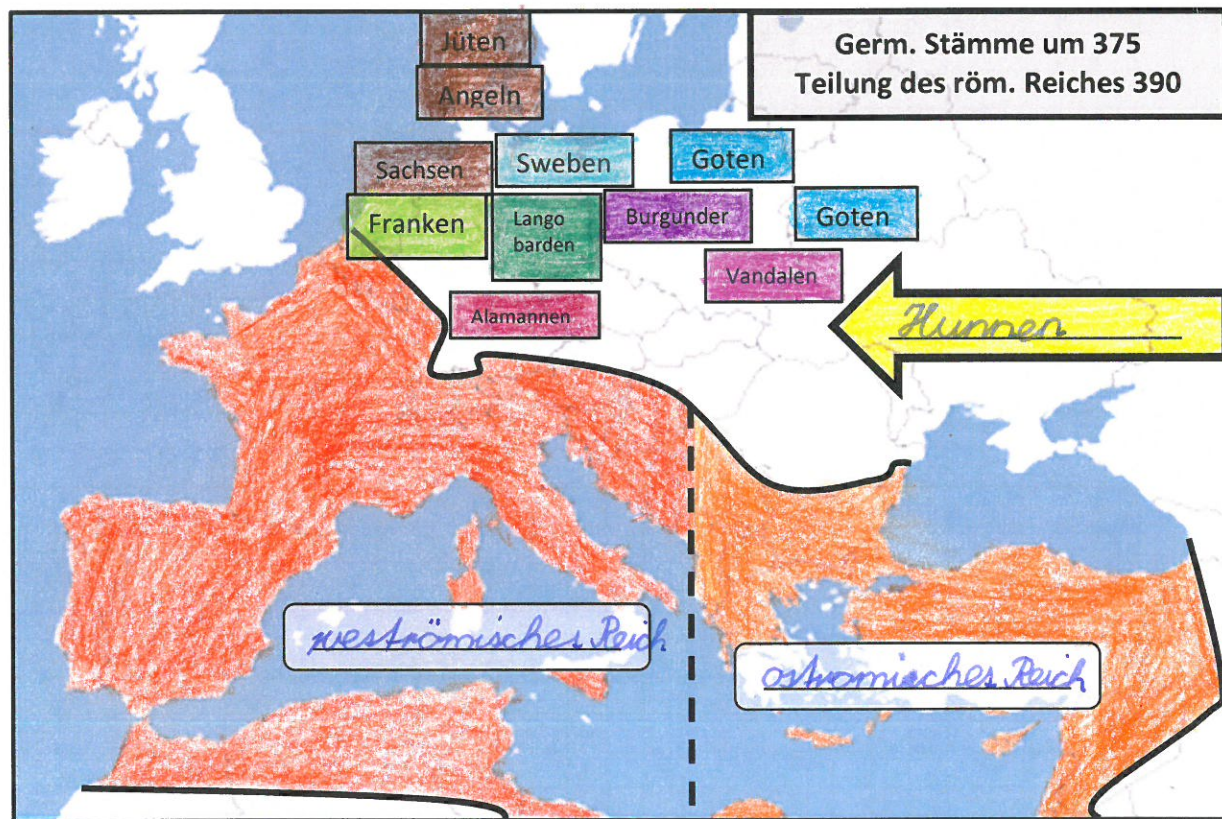 Germ. Stämme um 375
Teilung des röm. Reiches 390
Jüten
Angeln
Sachsen
Sweben
Goten
Franken
Lango
barden
Burgunder
Goten
Vandalen
Alamannen
Hunnen
weströmisches Reich
oströmisches Reich